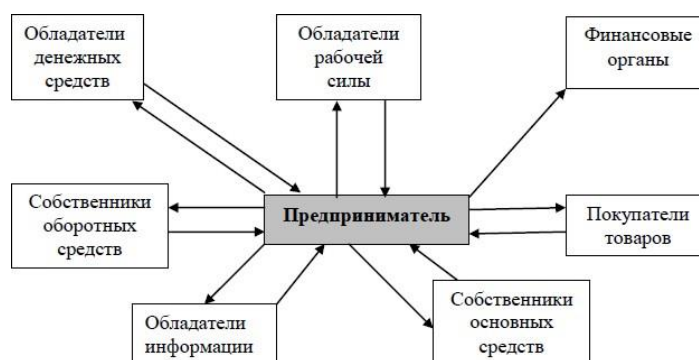 Обладатели
денежных
средств
Обладатели
рабочей
силы
Финансовые
органы
Собственники
оборотных
средств
Предприниматель
Покупатели
товаров
Обладатели
информации
Собственники
основных
средств